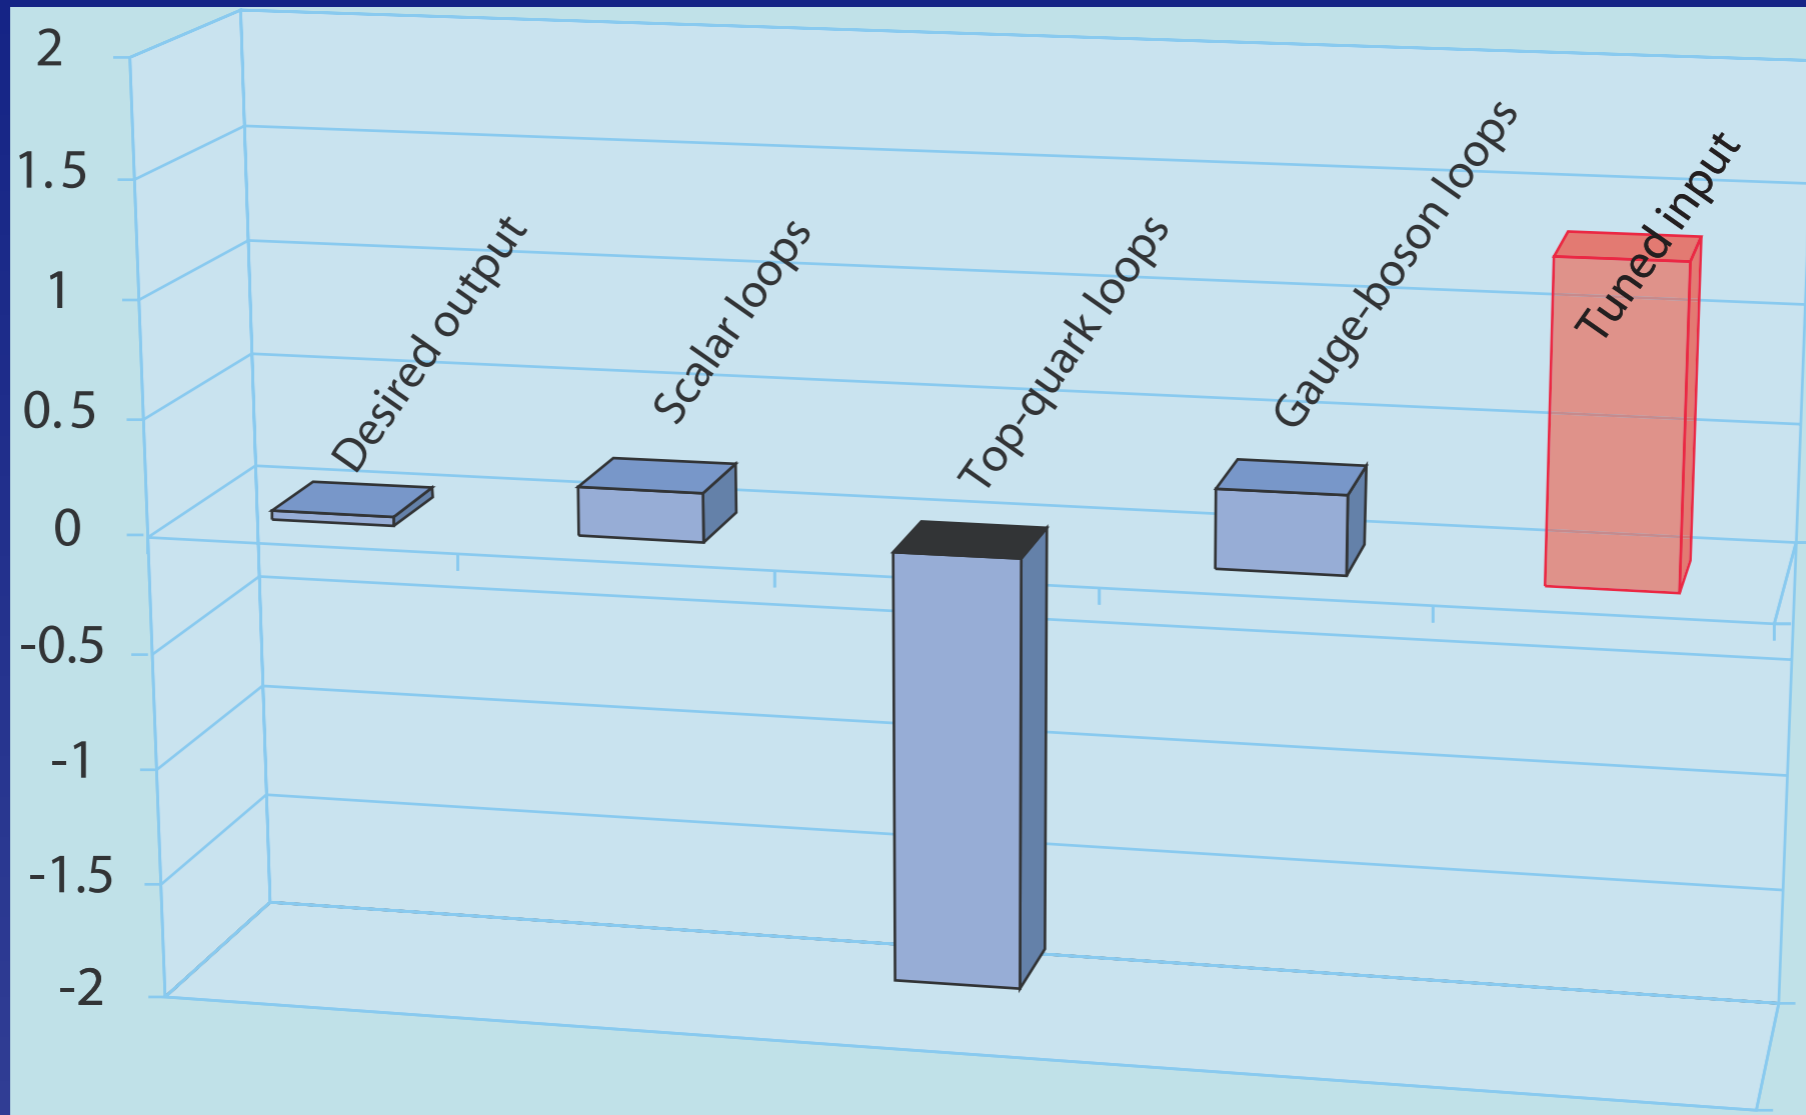 2
1.5
1
0.5
0
-0.5
-1
-1.5
-2
Desired output
Scalar loops
Top-quark loops
Gauge-boson loops
Tuned input